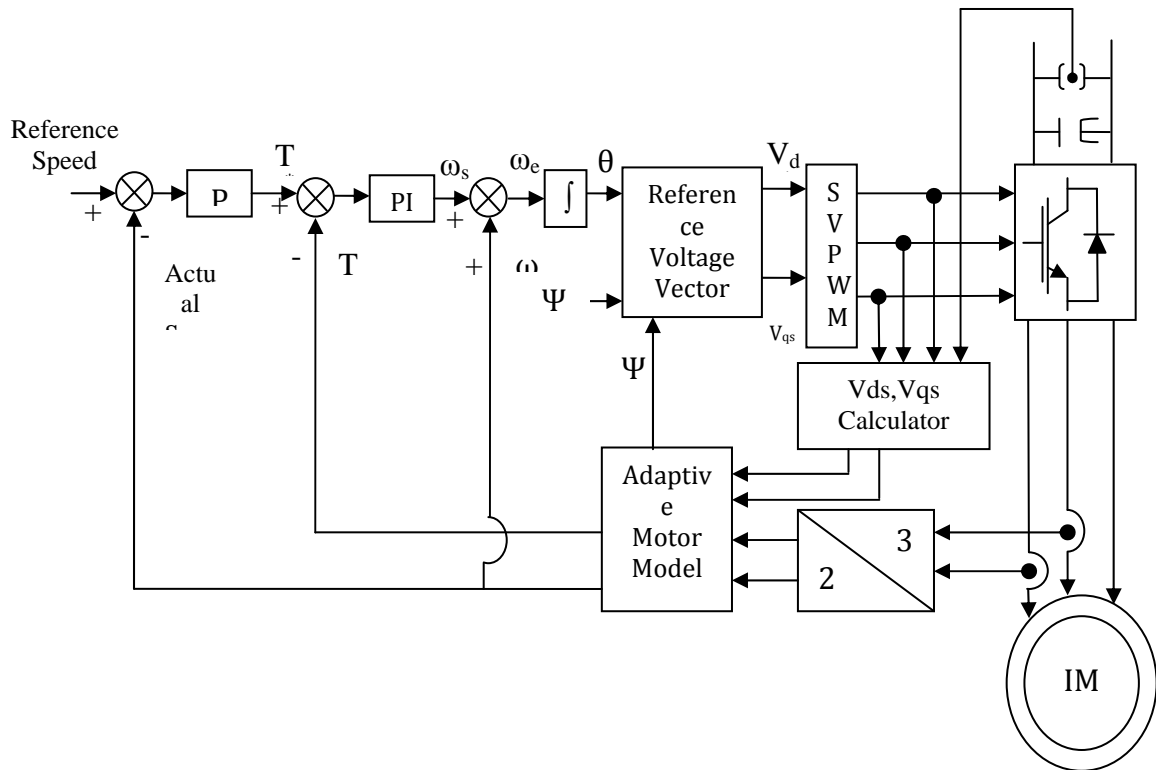 Reference
Speed
+
-
Actu
al
P
T
+
-
T
PI
ωs
+
+
ωe
∫
θ
Ψ
Referen
ce
Voltage
Vector
Ψ
Vd
Vqs
S
V
P
W
M
Vds,Vqs
Calculator
Adaptiv
e
Motor
Model
3
2
IM